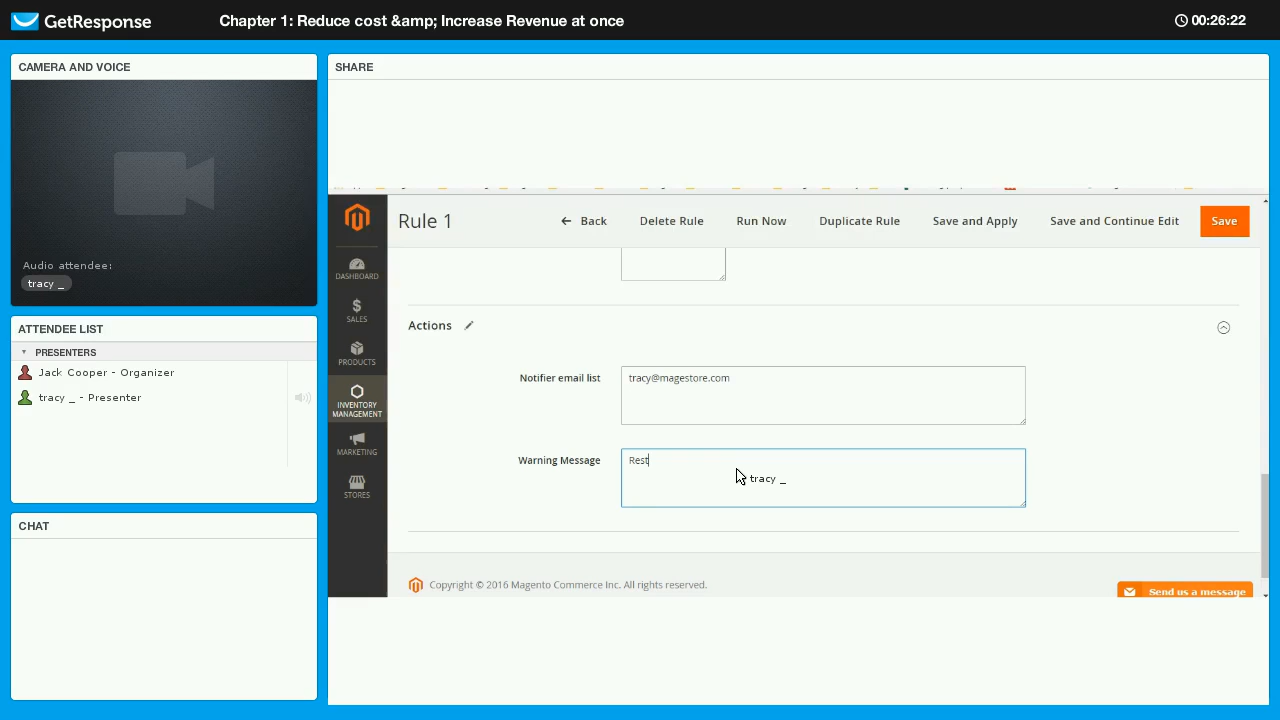 GetResponse
Chapter 1: Reduce cost &amp; Increase Revenue at once
00:26:22
CAMERA AND VOICE
Audio attendee:
tracy _
ATTENDEE LIST
PRESENTERS
Jack Cooper - Organizer
tracy _ - Presenter
CHAT
SHARE
Rule 1
Back
Delete Rule
Run Now
Duplicate Rule
Save and Apply
Save and Continue Edit
Save
DASHBOARD
$
SALES
PRODUCTS
INVENTORY
MANAGEMENT
MARKETING
STORES
Actions
Notifier email list
tracy@magestore.com
Warning Message
Rest
tracy _
Copyright © 2016 Magento Commerce Inc. All rights reserved.
Send us a message